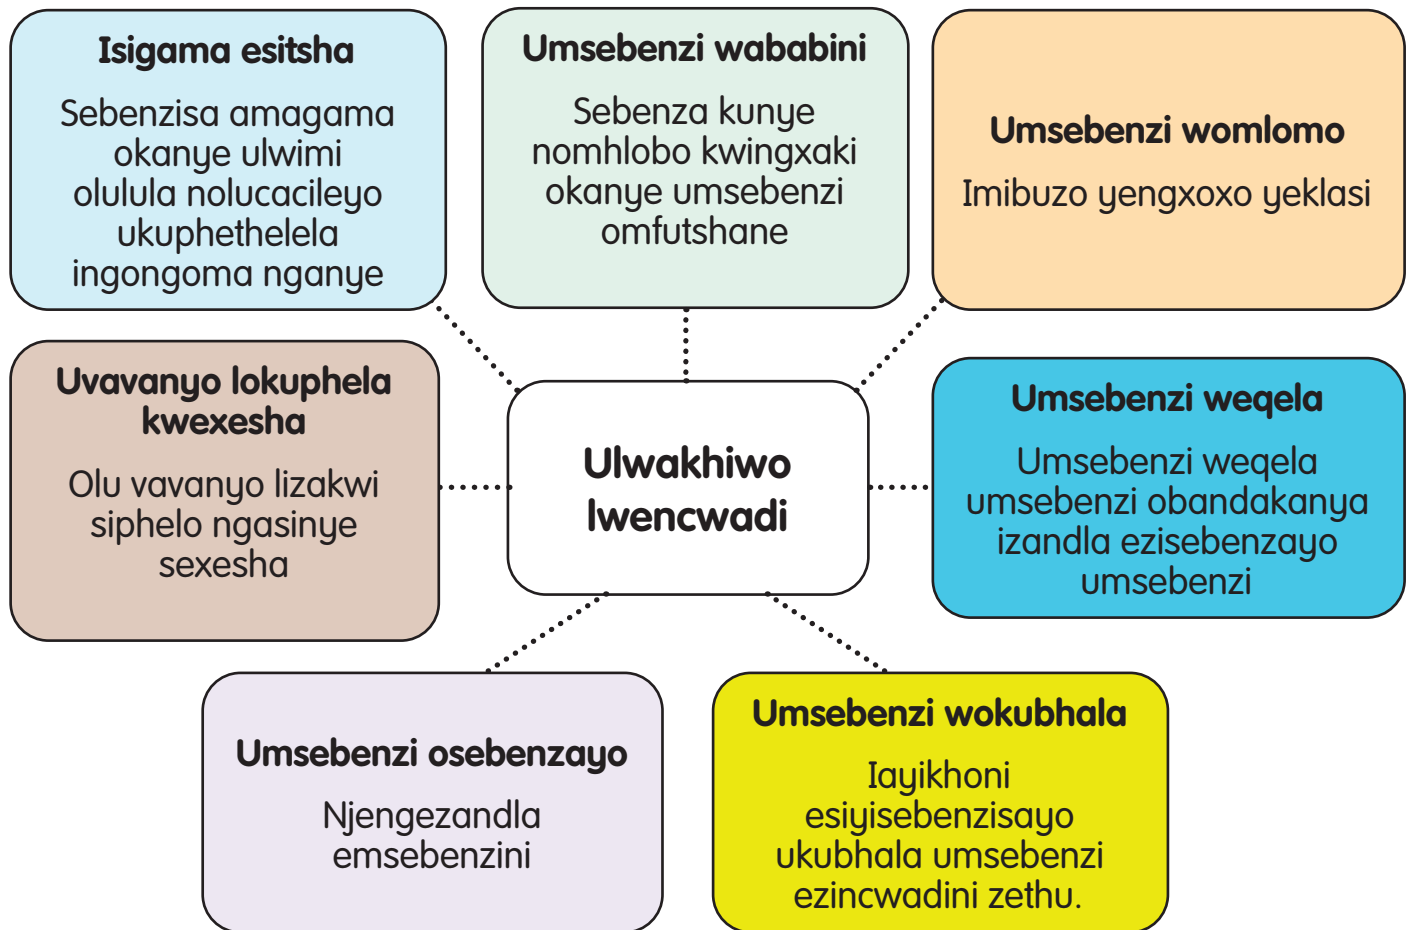 Isigama esitsha
Sebenzisa amagama
okanye ulwimi
olulula nolucacileyo
ukuphethelela
ingongoma nganye
Umsebenzi wababini
Sebenza kunye
nomhlobo kwingxaki
okanye umsebenzi
omfutshane
Umsebenzi womlomo
Imibuzo yengxoxo yeklasi
Uvavanyo lokuphela
kwexesha
Olu vavanyo lizakwi
siphelo ngasinye
sexesha
Ulwakhiwo
lwencwadi
Umsebenzi weqela
Umsebenzi weqela
umsebenzi obandakanya
izandla ezisebenzayo
umsebenzi
Umsebenzi osebenzayo
Njengezandla
emsebenzini
Umsebenzi wokubhala
Iayikhoni
esiyisebenzisayo
ukubhala umsebenzi
ezincwadini zethu.